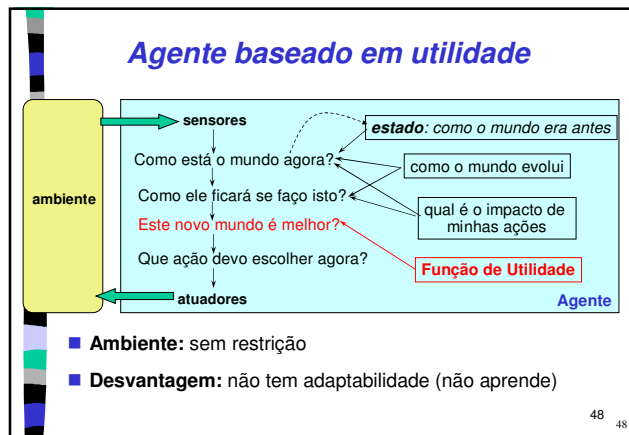 Agente baseado em utilidade
sensores
estado: como o mundo era antes
Como está o mundo agora?
como o mundo evolui
Como ele ficará se faço isto?
ambiente
qual é o impacto de
minhas ações
Este novo mundo é melhor?
Que ação devo escolher agora?
Função de Utilidade
atuadores
Agente
Ambiente: sem restrição
Desvantagem: não tem adaptabilidade (não aprende)
48
48